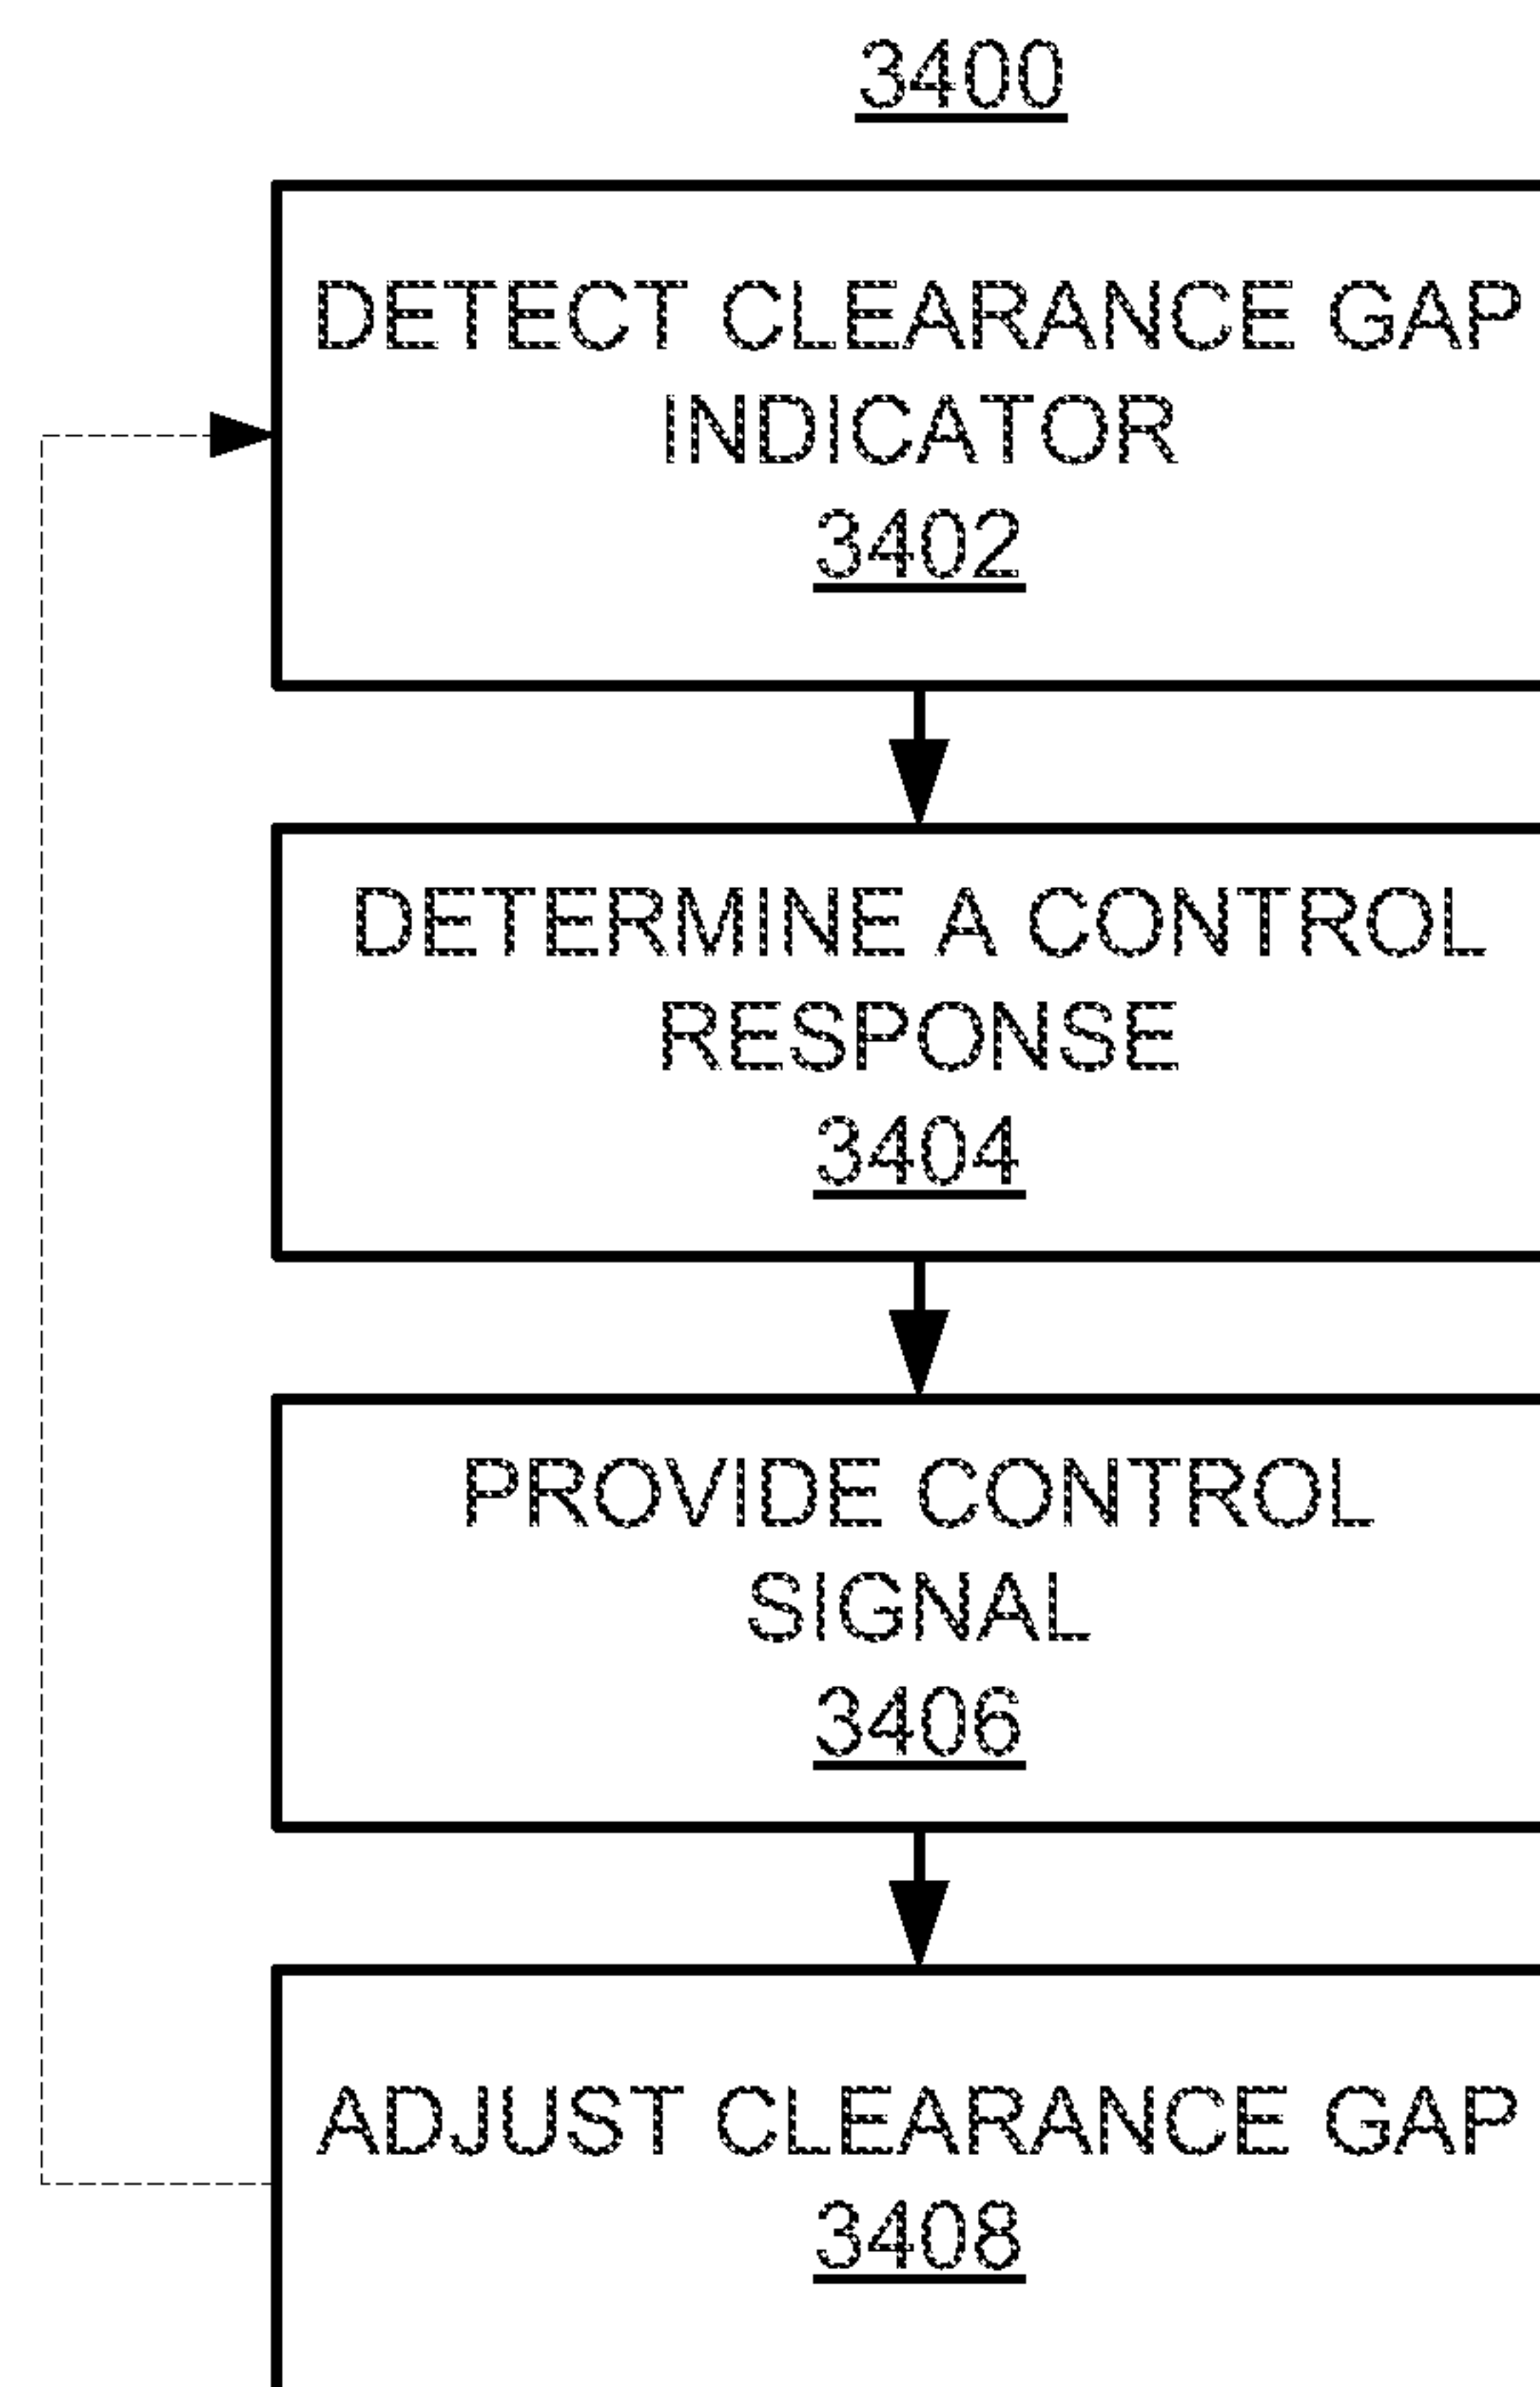 3400
DETECT CLEARANCE GAP
INDICATOR
3402
DETERMINE A CONTROL
RESPONSE
3404
PROVIDE CONTROL
SIGNAL
3406
ADJUST CLEARANCE GAP
3408